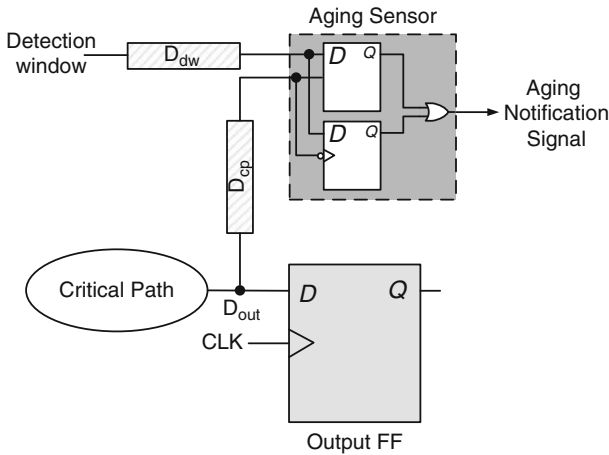 Aging Sensor
Detection
window
D_dw
D Q
D Q
Aging
Notification
Signal
D_cp
Critical Path
D_out
D Q
CLK
Output FF